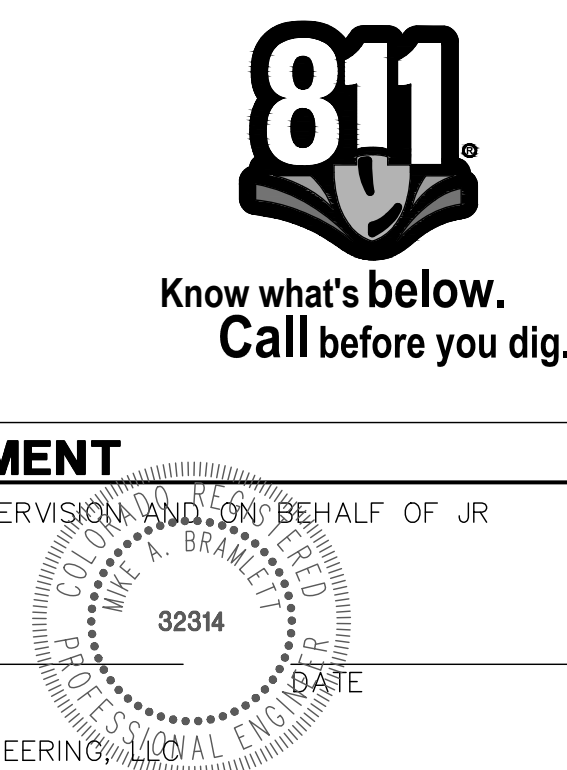 811®
Know what's below.
Call before you dig.
MENT
ERVISION AND ON BEHALF OF JR
COLORADO REGISTERED
MIKE A. BRAMLETT
32314
PROFESSIONAL ENGINEER
DATE
EERING, LLC